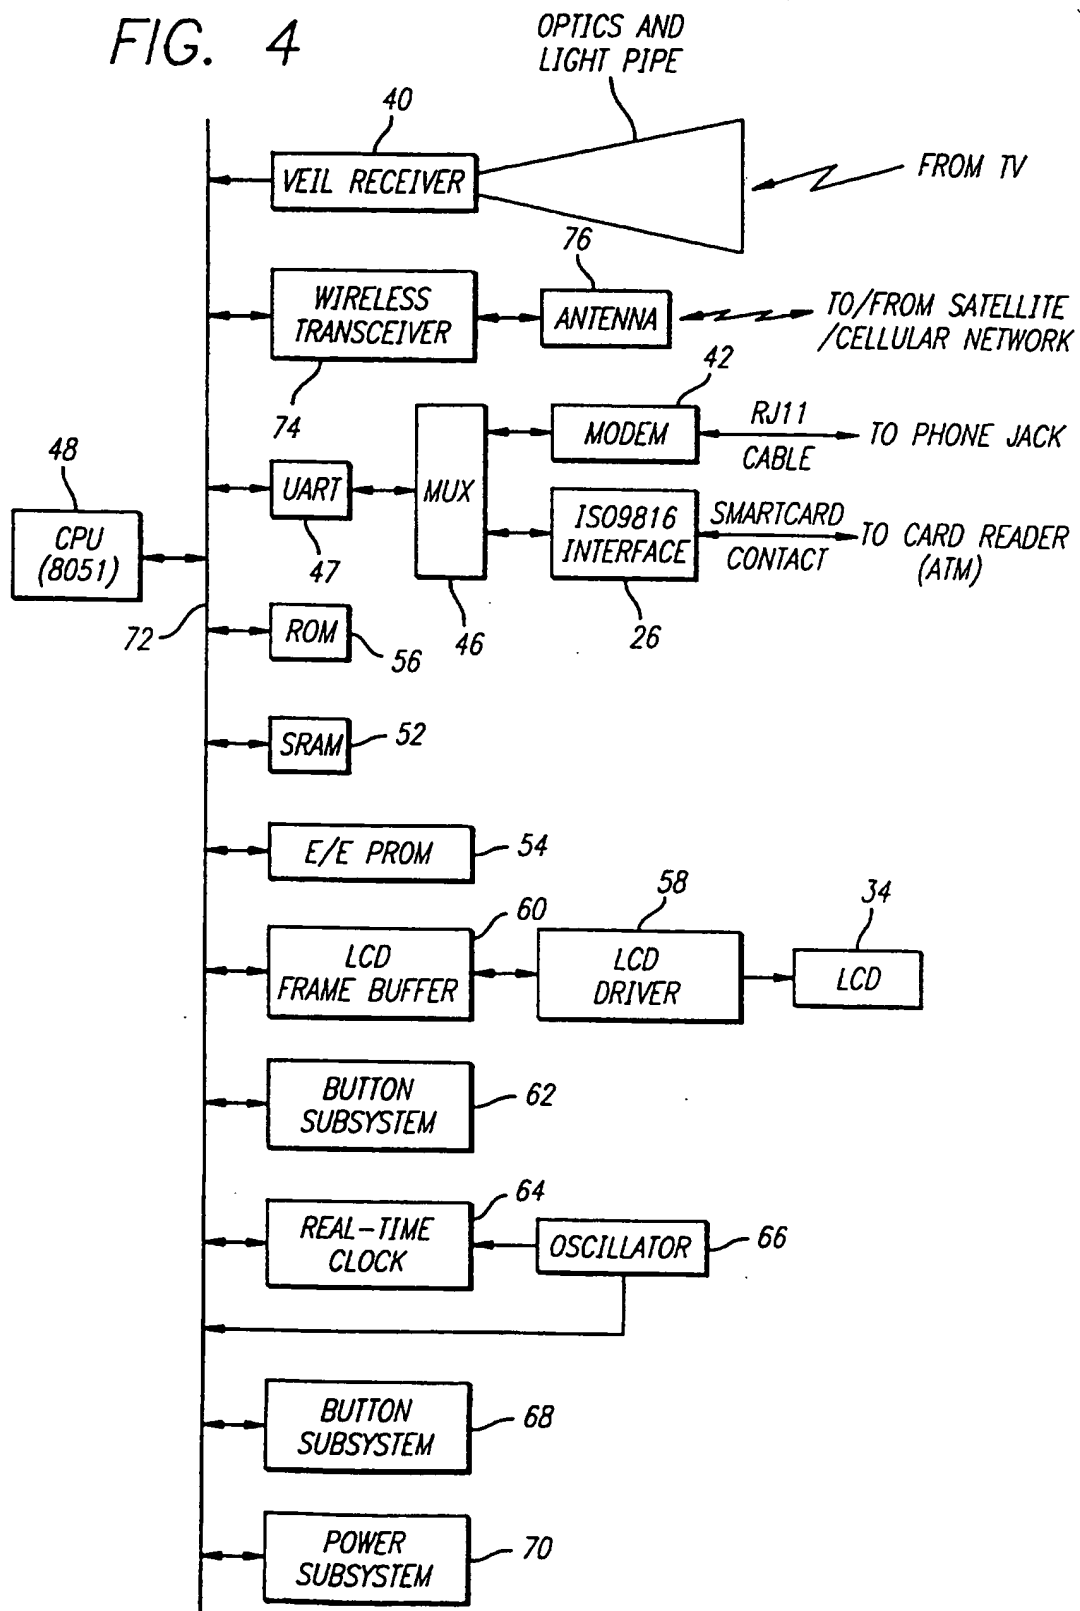 FIG. 4
OPTICS AND
LIGHT PIPE
40
VEIL RECEIVER
FROM TV
76
WIRELESS
TRANSCEIVER
ANTENNA
TO/FROM SATELLITE
/CELLULAR NETWORK
74
42
MODEM
RJ11
CABLE
TO PHONE JACK
48
CPU
(8051)
UART
47
MUX
46
ISO9816
INTERFACE
SMARTCARD
CONTACT
TO CARD READER
(ATM)
26
72
ROM
56
SRAM
52
E/E PROM
54
60
LCD
FRAME BUFFER
58
LCD
DRIVER
34
LCD
BUTTON
SUBSYSTEM
62
64
REAL-TIME
CLOCK
OSCILLATOR
66
BUTTON
SUBSYSTEM
68
POWER
SUBSYSTEM
70